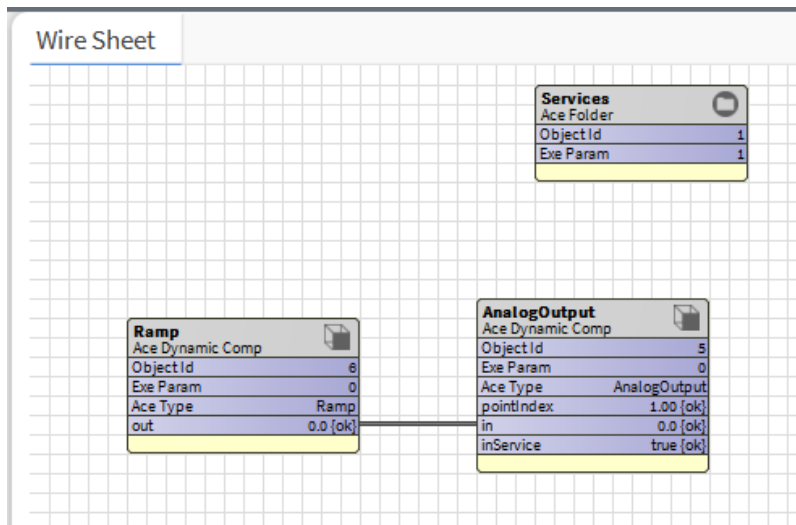 Wire Sheet
Services
Ace Folder
Object Id 1
Exe Param 1
Ramp
Ace Dynamic Comp
Object Id 6
Exe Param 0
Ace Type Ramp
out 0.0 {ok}
AnalogOutput
Ace Dynamic Comp
Object Id 5
Exe Param 0
Ace Type AnalogOutput
pointIndex 1.00 {ok}
in 0.0 {ok}
inService true {ok}